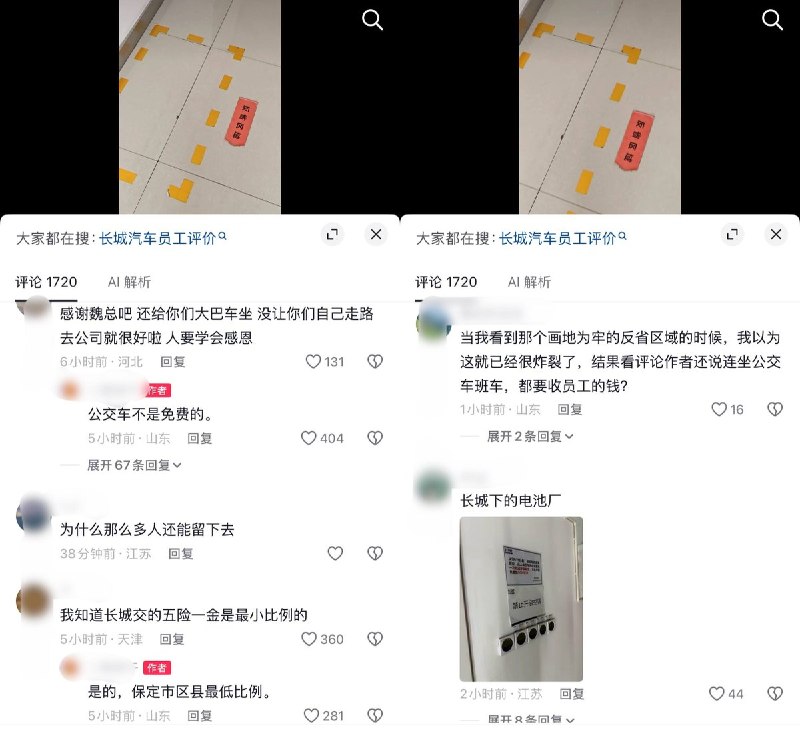 大家都在搜:长城汽车员工评价
评论 1720
AI 解析
感谢魏总吧 还给你们大巴车坐 没让你们自己走路
去公司就很好啦 人要学会感恩
6小时前·河北 回复
131
作者
公交车不是免费的。
5小时前·山东 回复
404
展开67条回复
为什么那么多人还能留下去
38分钟前·江苏 回复
我知道长城交的五险一金是最小比例的
5小时前·天津 回复
360
作者
是的，保定市区县最低比例。
5小时前·山东 回复
281
大家都在搜:长城汽车员工评价
评论 1720
AI 解析
当我看到那个画地为牢的反省区域的时候，我以为
这就已经很炸裂了，结果看评论作者还说连坐公交
车班车，都要收员工的钱?
1小时前·山东 回复
16
展开2条回复
长城下的电池厂
2小时前·江苏 回复
44
展开8条回复